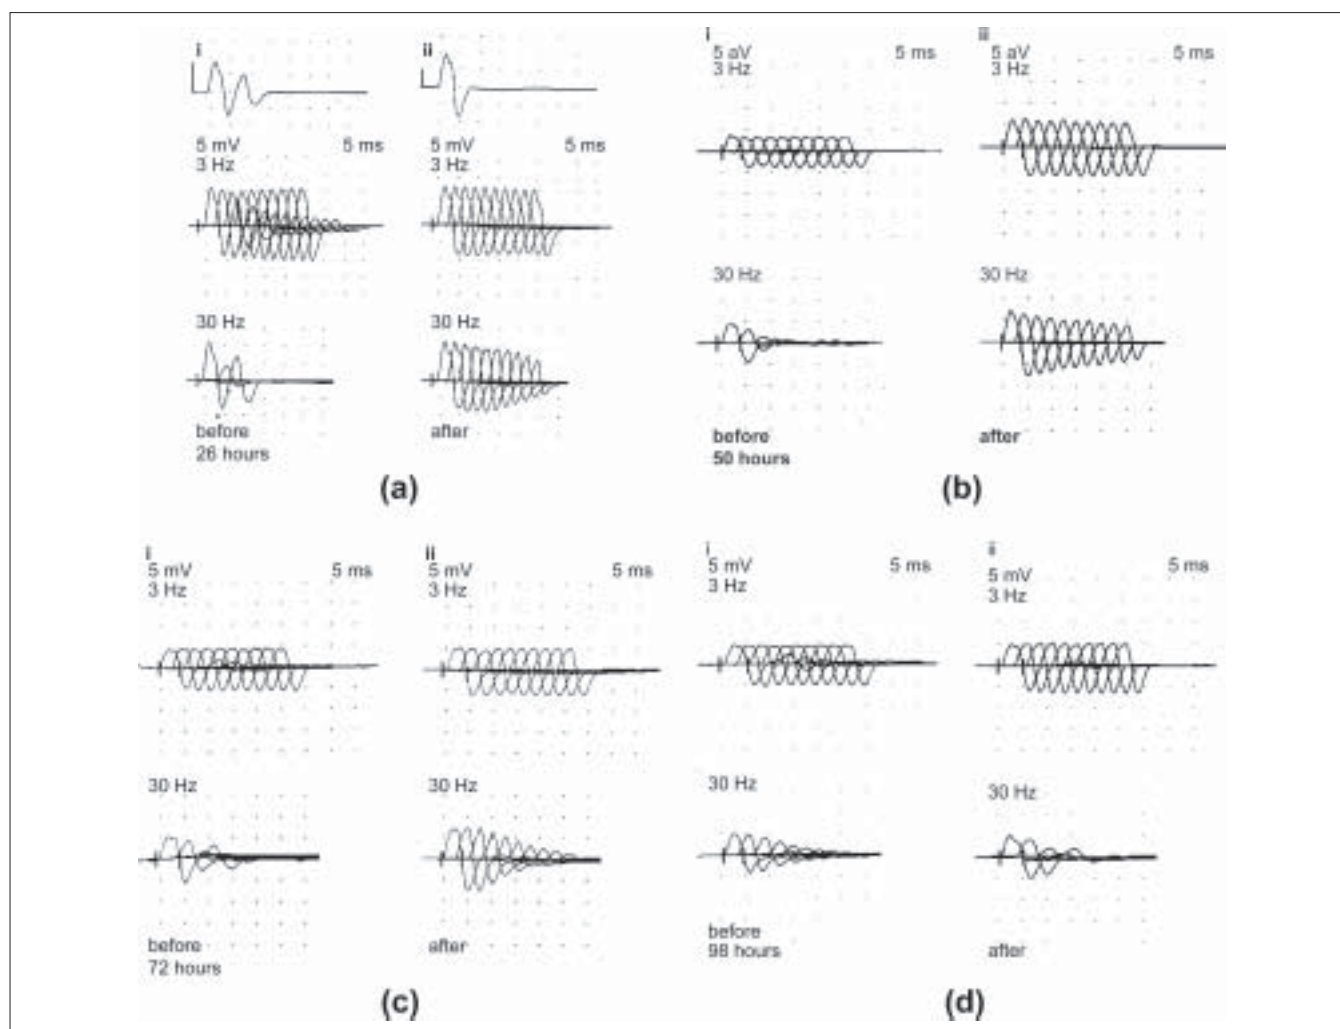 i
5 mV 5 ms
3 Hz
30 Hz
before
26 hours
ii
5 mV 5 ms
3 Hz
30 Hz
after
(a)
i
5 aV 5 ms
3 Hz
30 Hz
before
50 hours
ii
5 aV 5 ms
3 Hz
30 Hz
after
(b)
i
5 mV 5 ms
3 Hz
30 Hz
before
72 hours
ii
5 mV 5 ms
3 Hz
30 Hz
after
(c)
i
5 mV 5 ms
3 Hz
30 Hz
before
98 hours
ii
5 mV 5 ms
3 Hz
30 Hz
after
(d)